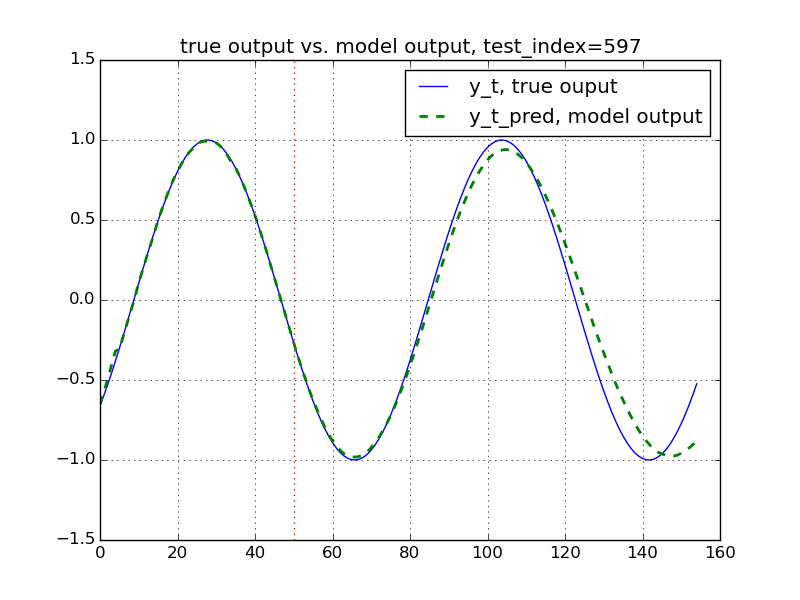 true output vs. model output, test_index=597
y_t, true ouput
y_t_pred, model output
1.5
1.0
0.5
0.0
−0.5
−1.0
−1.5
0 20 40 60 80 100 120 140 160